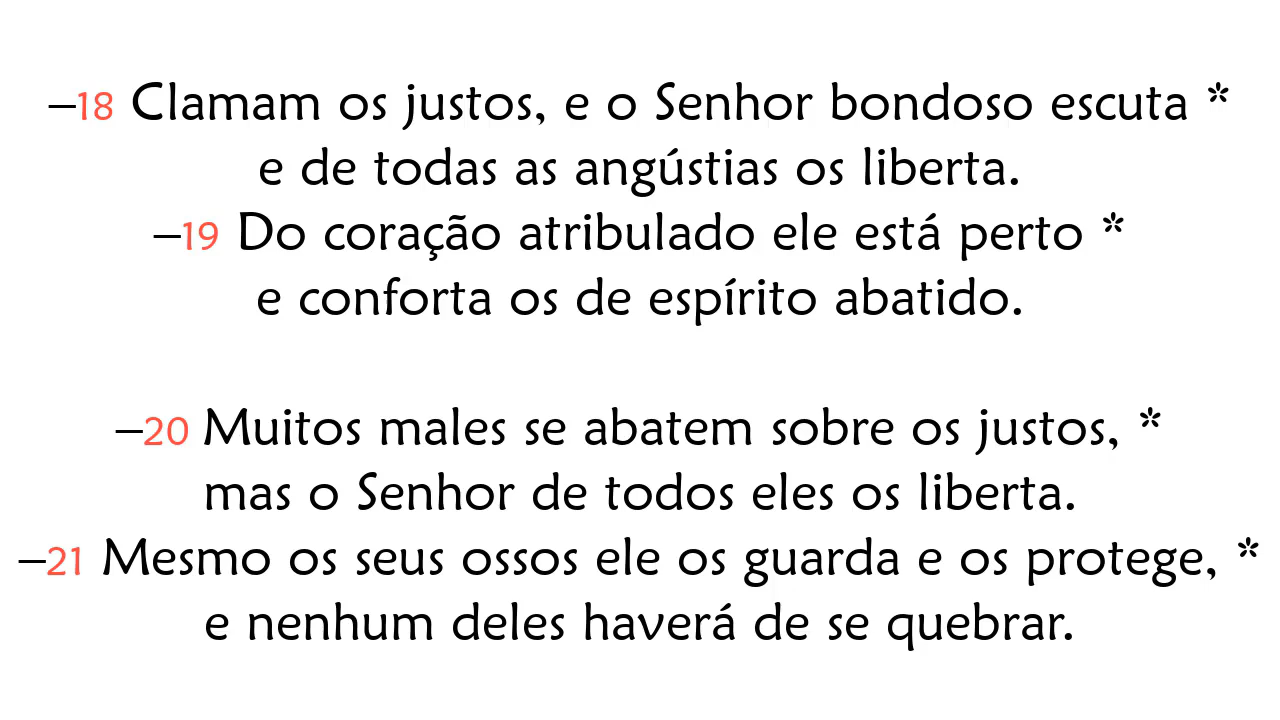 –18 Clamam os justos, e o Senhor bondoso escuta *
e de todas as angústias os liberta.
–19 Do coração atribulado ele está perto *
e conforta os de espírito abatido.
–20 Muitos males se abatem sobre os justos, *
mas o Senhor de todos eles os liberta.
–21 Mesmo os seus ossos ele os guarda e os protege, *
e nenhum deles haverá de se quebrar.